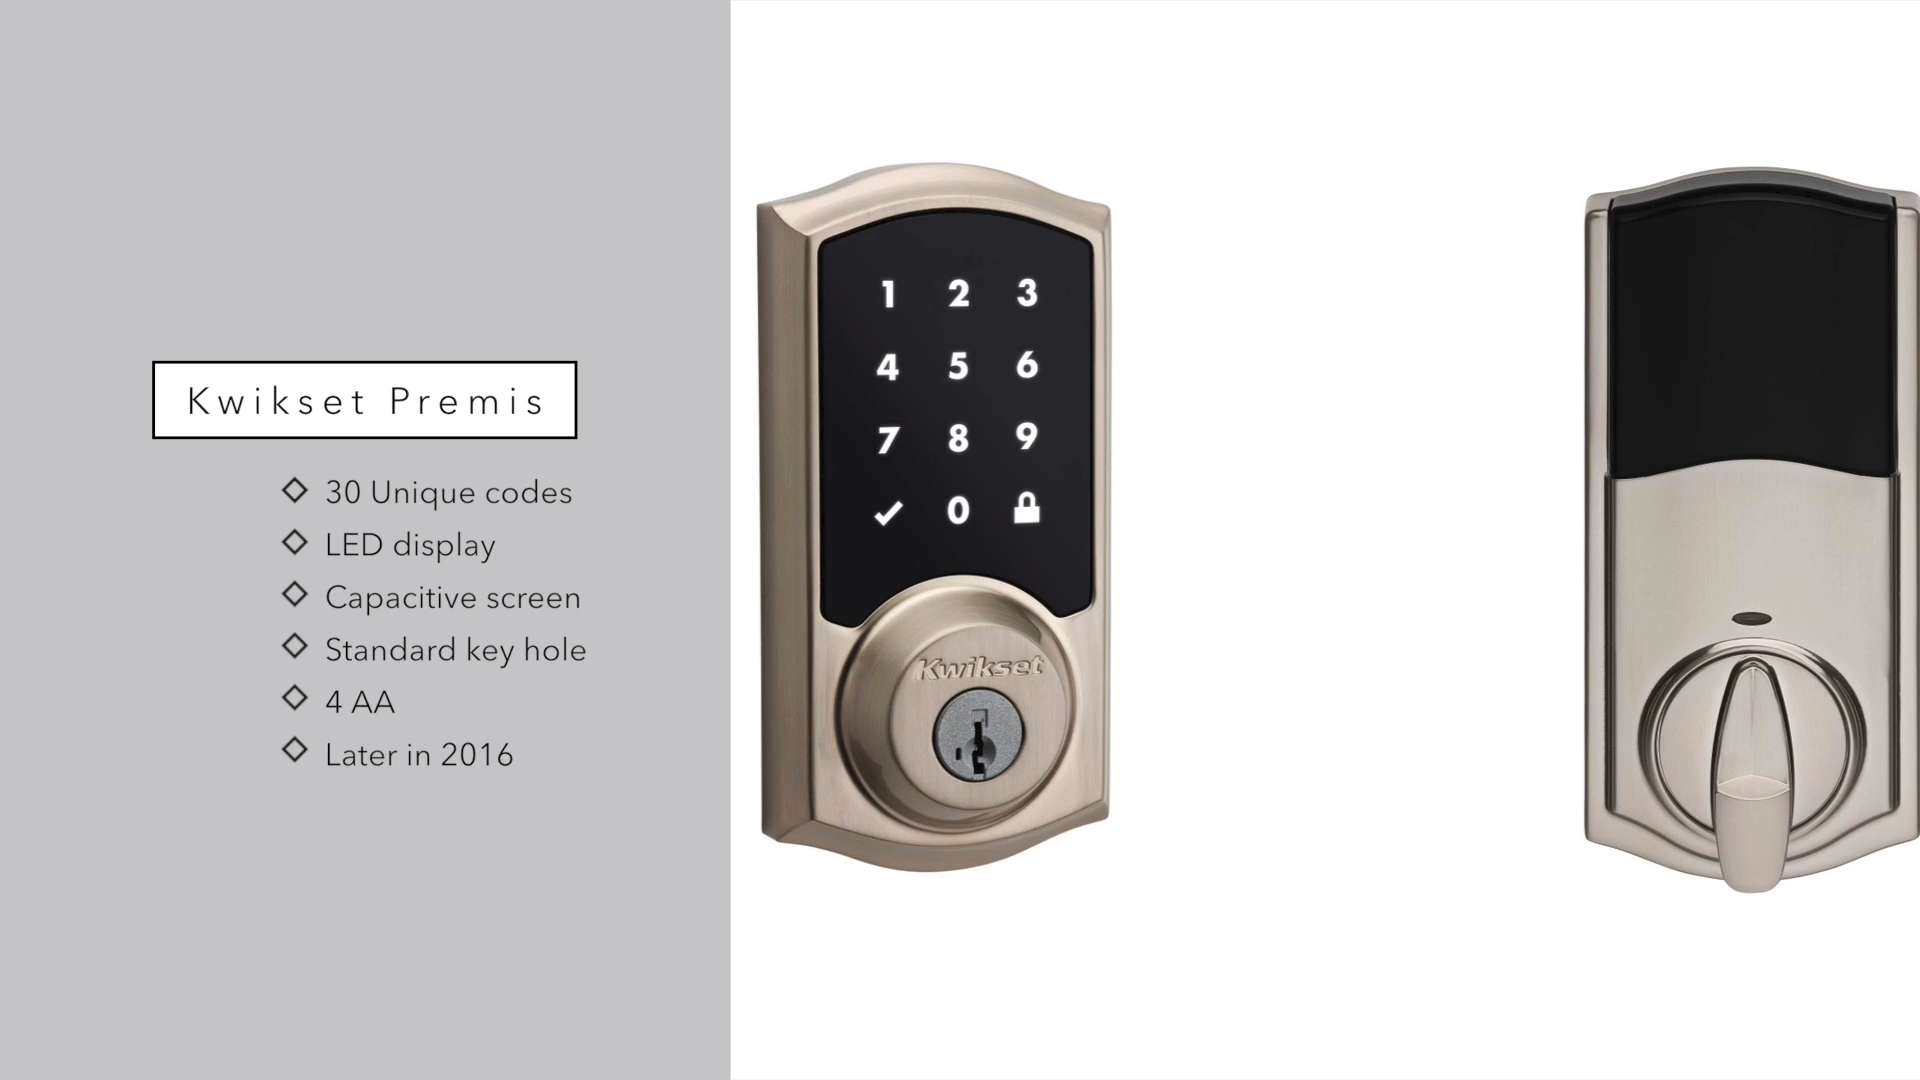 Kwikset Premis
30 Unique codes
LED display
Capacitive screen
Standard key hole
4 AA
Later in 2016
1 2 3
4 5 6
7 8 9
0
Kwikset